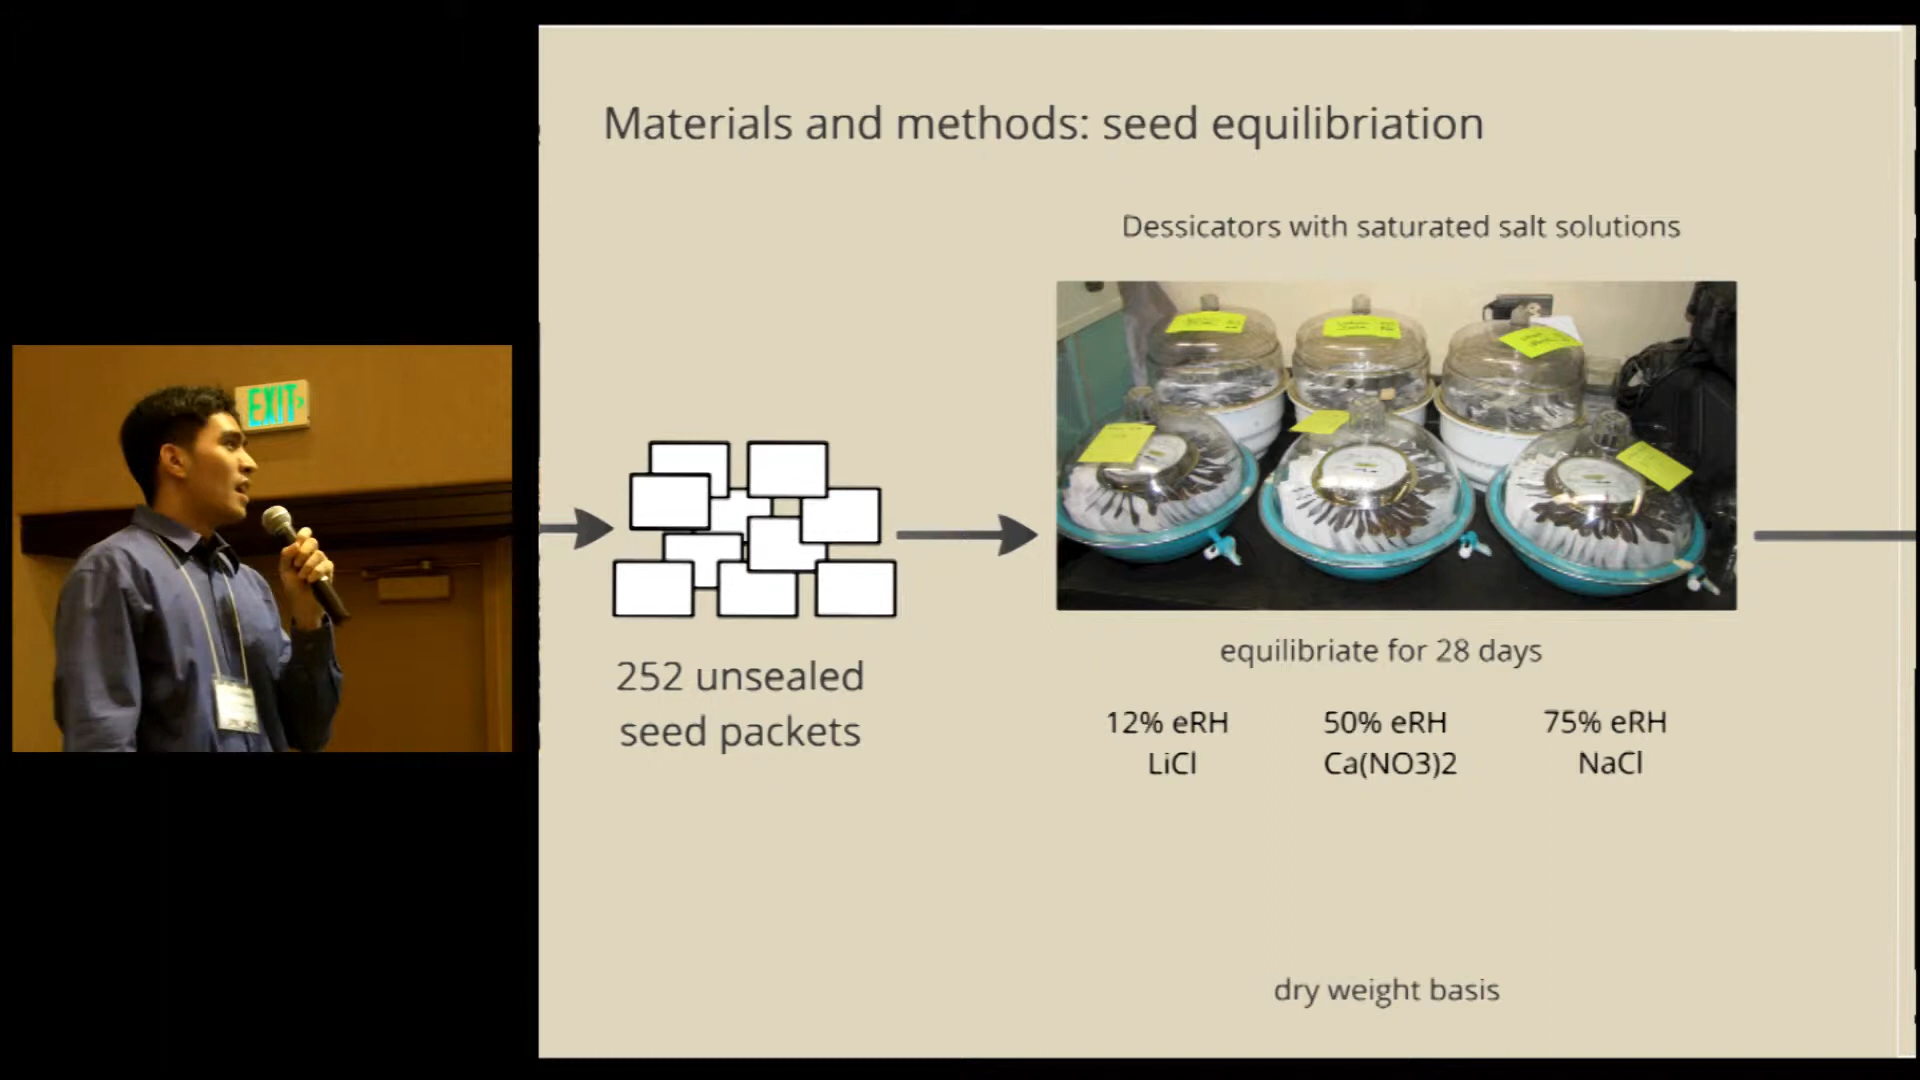 EXIT
Materials and methods: seed equilibriation
Dessicators with saturated salt solutions
252 unsealed
seed packets
equilibriate for 28 days
12% eRH
LiCl
50% eRH
Ca(NO3)2
75% eRH
NaCl
dry weight basis